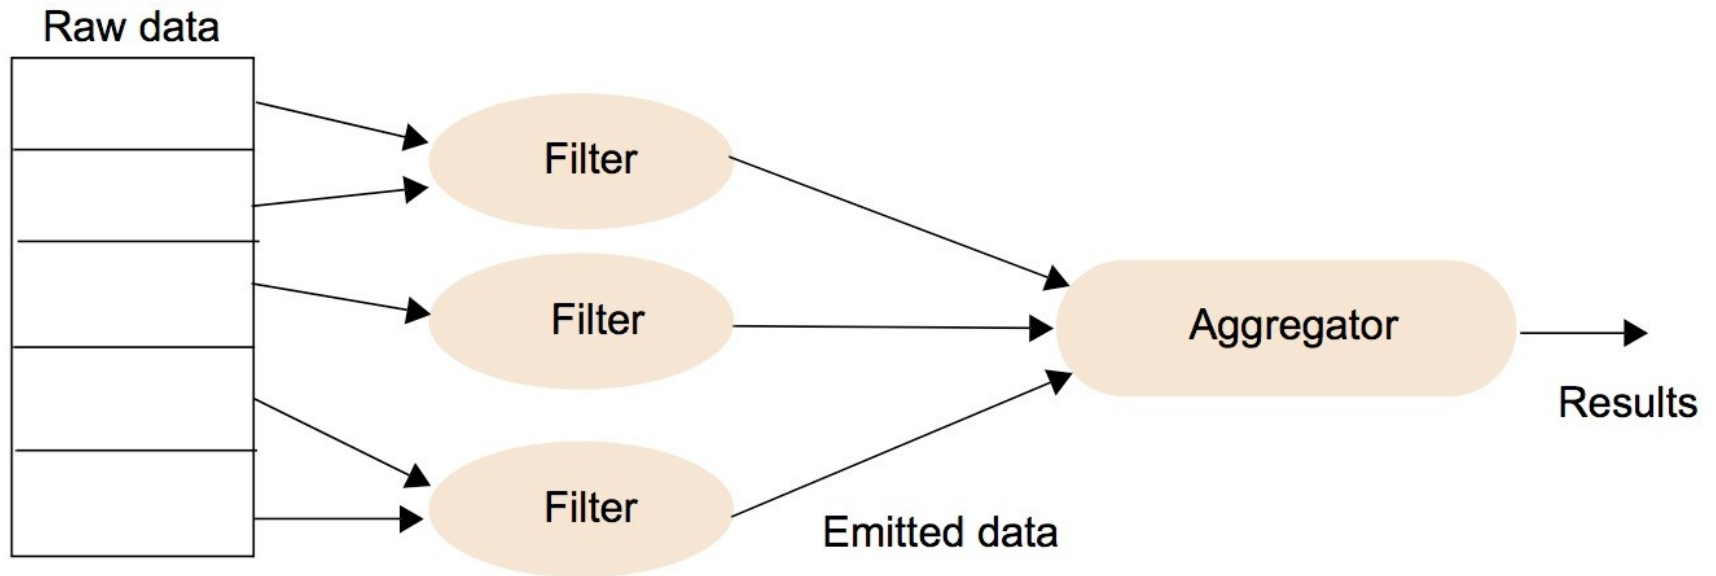 Raw data
Filter
Filter
Aggregator
Results
Filter
Emitted data